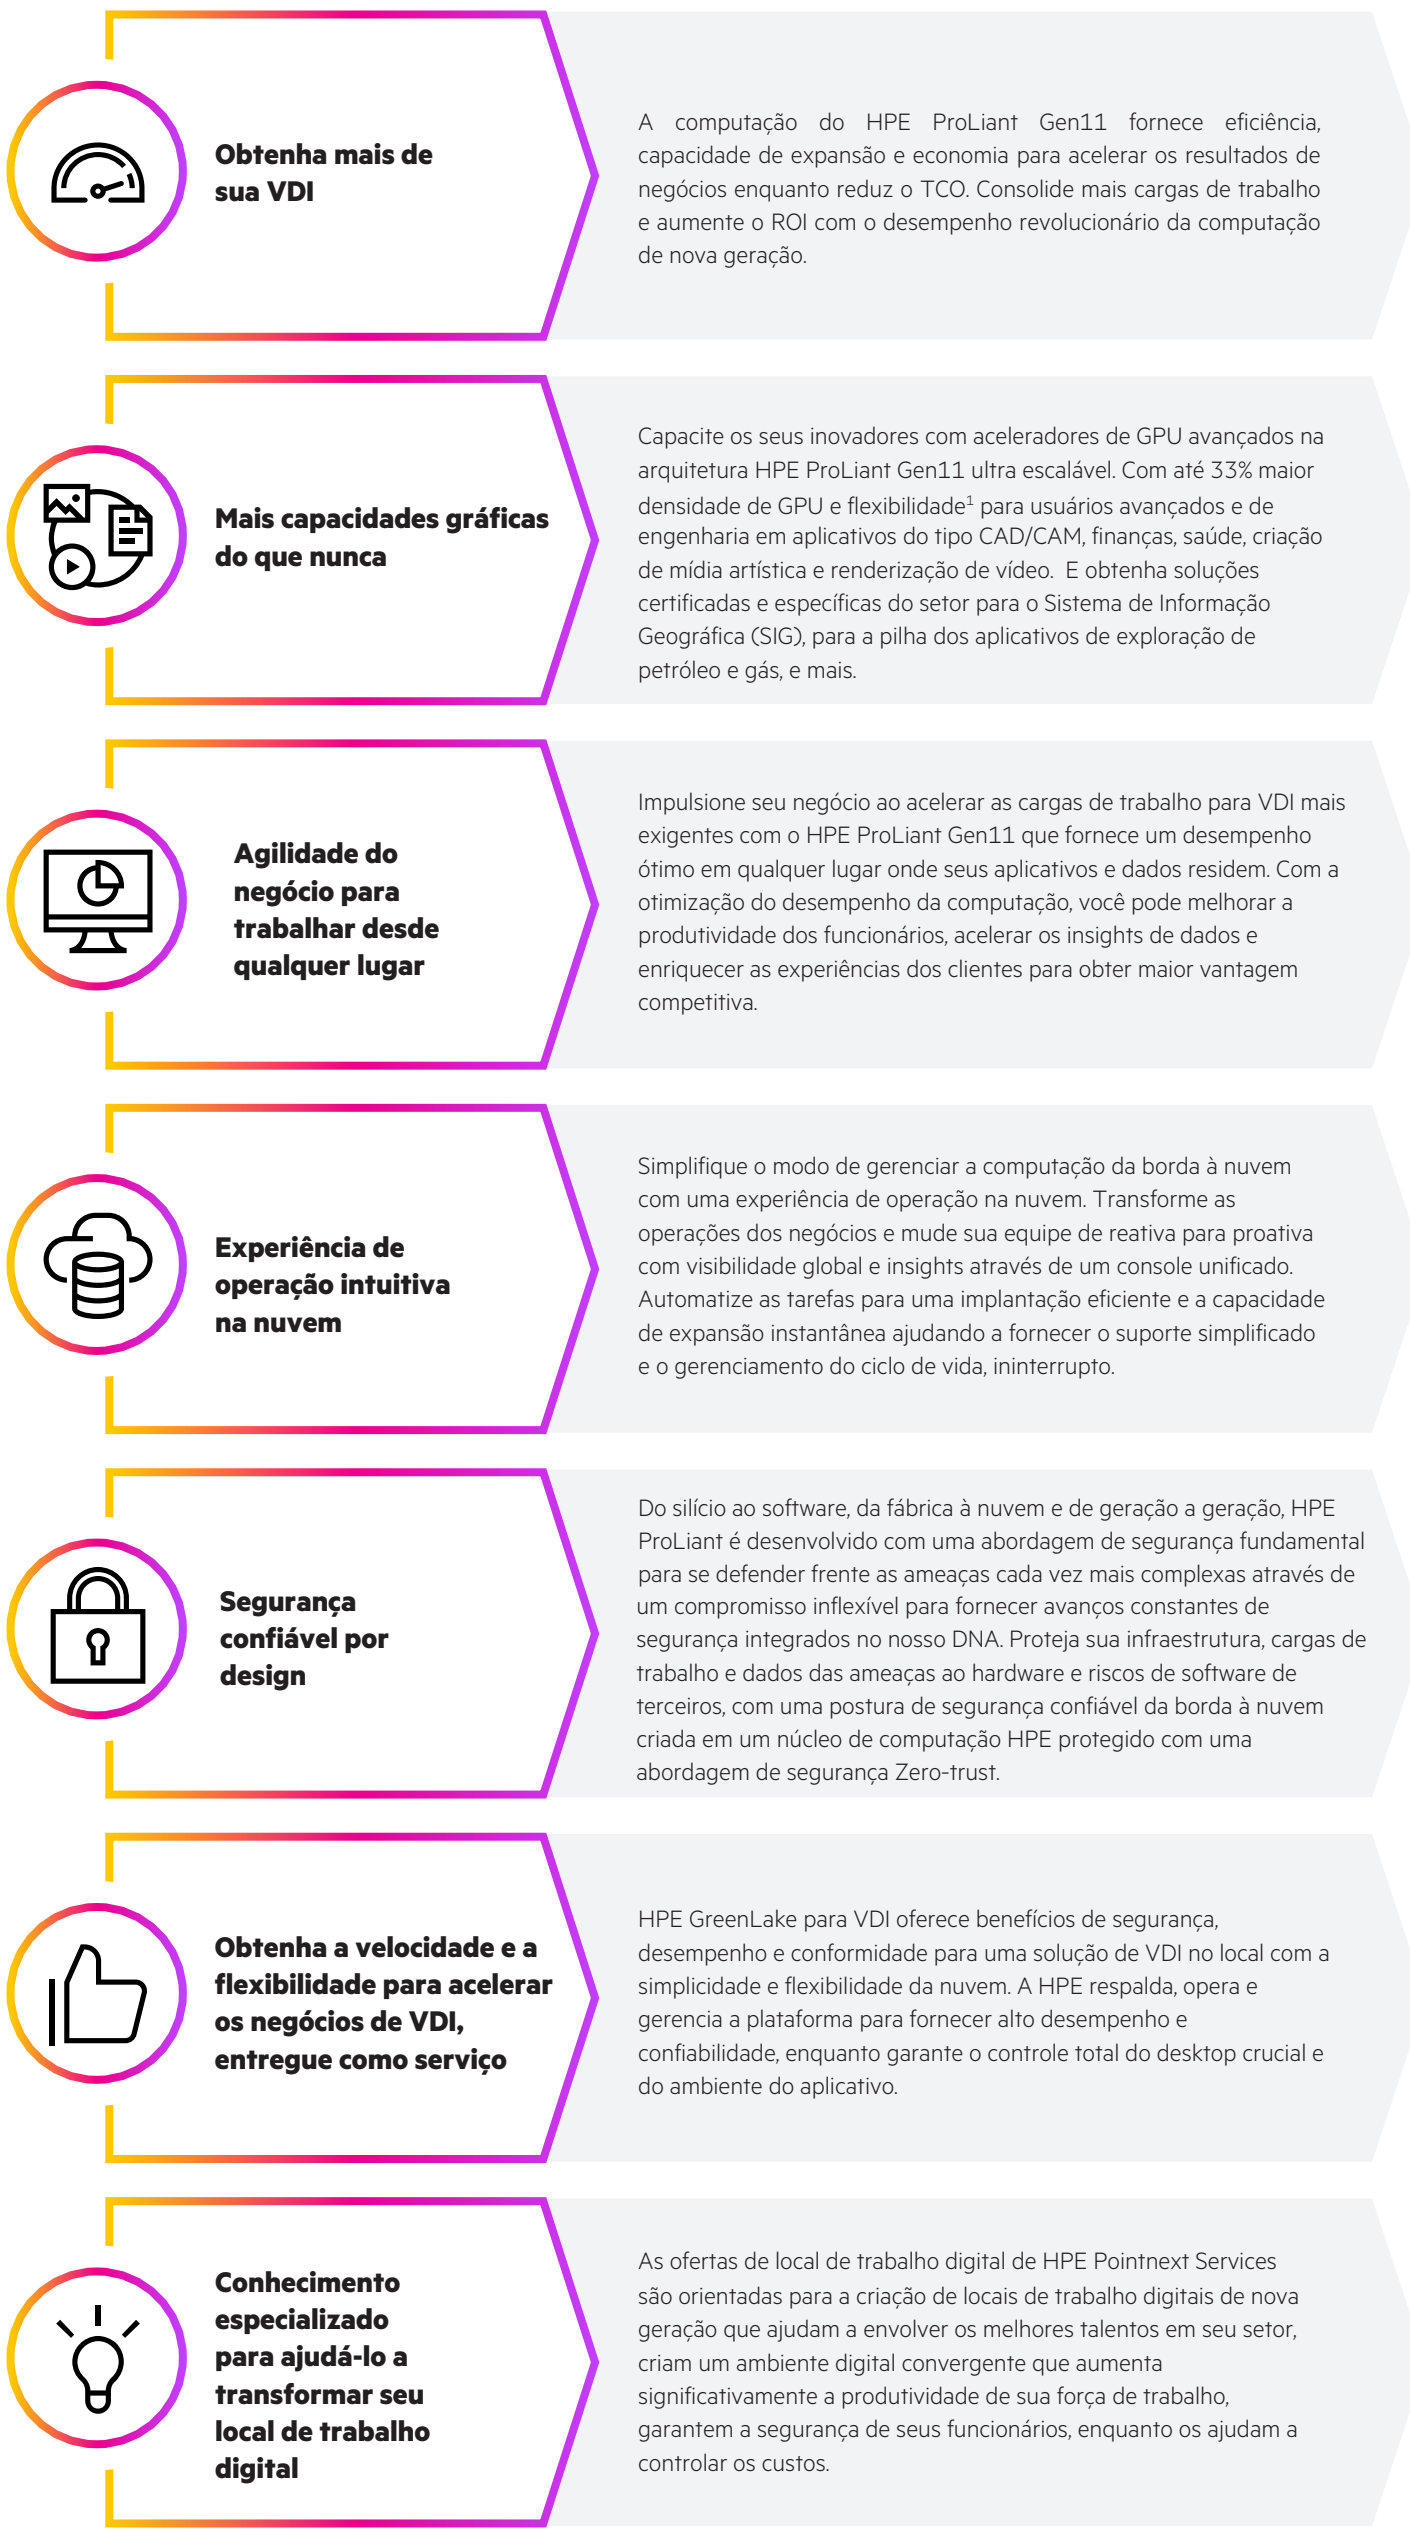 Obtenha mais de
sua VDI
A computação do HPE ProLiant Gen11 fornece eficiência,
capacidade de expansão e economia para acelerar os resultados de
negócios enquanto reduz o TCO. Consolide mais cargas de trabalho
e aumente o ROI com o desempenho revolucionário da computação
de nova geração.
Mais capacidades gráficas
do que nunca
Capacite os seus inovadores com aceleradores de GPU avançados na
arquitetura HPE ProLiant Gen11 ultra escalável. Com até 33% maior
densidade de GPU e flexibilidade¹ para usuários avançados e de
engenharia em aplicativos do tipo CAD/CAM, finanças, saúde, criação
de mídia artística e renderização de vídeo.  E obtenha soluções
certificadas e específicas do setor para o Sistema de Informação
Geográfica (SIG), para a pilha dos aplicativos de exploração de
petróleo e gás, e mais.
Agilidade do
negócio para
trabalhar desde
qualquer lugar
Impulsione seu negócio ao acelerar as cargas de trabalho para VDI mais
exigentes com o HPE ProLiant Gen11 que fornece um desempenho
ótimo em qualquer lugar onde seus aplicativos e dados residem. Com a
otimização do desempenho da computação, você pode melhorar a
produtividade dos funcionários, acelerar os insights de dados e
enriquecer as experiências dos clientes para obter maior vantagem
competitiva.
Experiência de
operação intuitiva
na nuvem
Simplifique o modo de gerenciar a computação da borda à nuvem
com uma experiência de operação na nuvem. Transforme as
operações dos negócios e mude sua equipe de reativa para proativa
com visibilidade global e insights através de um console unificado.
Automatize as tarefas para uma implantação eficiente e a capacidade
de expansão instantânea ajudando a fornecer o suporte simplificado
e o gerenciamento do ciclo de vida, ininterrupto.
Segurança
confiável por
design
Do silício ao software, da fábrica à nuvem e de geração a geração, HPE
ProLiant é desenvolvido com uma abordagem de segurança fundamental
para se defender frente as ameaças cada vez mais complexas através de
um compromisso inflexível para fornecer avanços constantes de
segurança integrados no nosso DNA. Proteja sua infraestrutura, cargas de
trabalho e dados das ameaças ao hardware e riscos de software de
terceiros, com uma postura de segurança confiável da borda à nuvem
criada em um núcleo de computação HPE protegido com uma
abordagem de segurança Zero-trust.
Obtenha a velocidade e a
flexibilidade para acelerar
os negócios de VDI,
entregue como serviço
HPE GreenLake para VDI oferece benefícios de segurança,
desempenho e conformidade para uma solução de VDI no local com a
simplicidade e flexibilidade da nuvem. A HPE respalda, opera e
gerencia a plataforma para fornecer alto desempenho e
confiabilidade, enquanto garante o controle total do desktop crucial e
do ambiente do aplicativo.
Conhecimento
especializado
para ajudá-lo a
transformar seu
local de trabalho
digital
As ofertas de local de trabalho digital de HPE Pointnext Services
são orientadas para a criação de locais de trabalho digitais de nova
geração que ajudam a envolver os melhores talentos em seu setor,
criam um ambiente digital convergente que aumenta
significativamente a produtividade de sua força de trabalho,
garantem a segurança de seus funcionários, enquanto os ajudam a
controlar os custos.